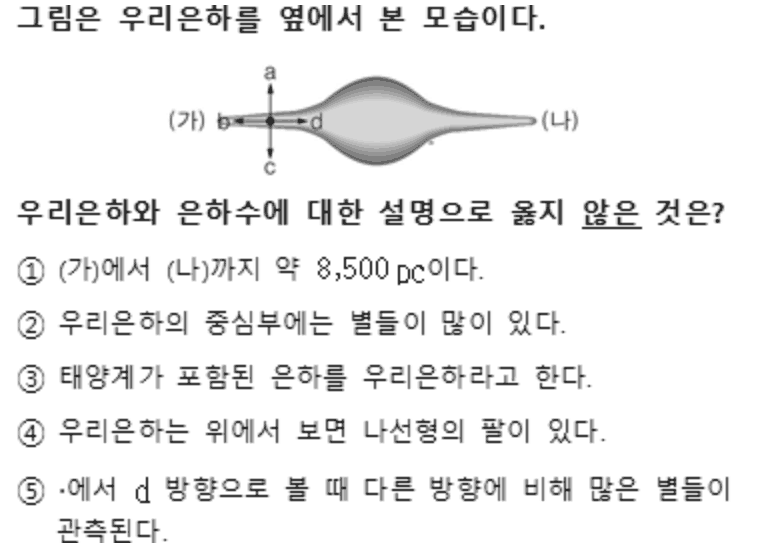 그림은 우리은하를 옆에서 본 모습이다.
a
(가) b d (나)
c
우리은하와 은하수에 대한 설명으로 옳지 않은 것은?
① (가)에서 (나)까지 약 8,500 pc이다.
② 우리은하의 중심부에는 별들이 많이 있다.
③ 태양계가 포함된 은하를 우리은하라고 한다.
④ 우리은하는 위에서 보면 나선형의 팔이 있다.
⑤ ·에서 d 방향으로 볼 때 다른 방향에 비해 많은 별들이
관측된다.